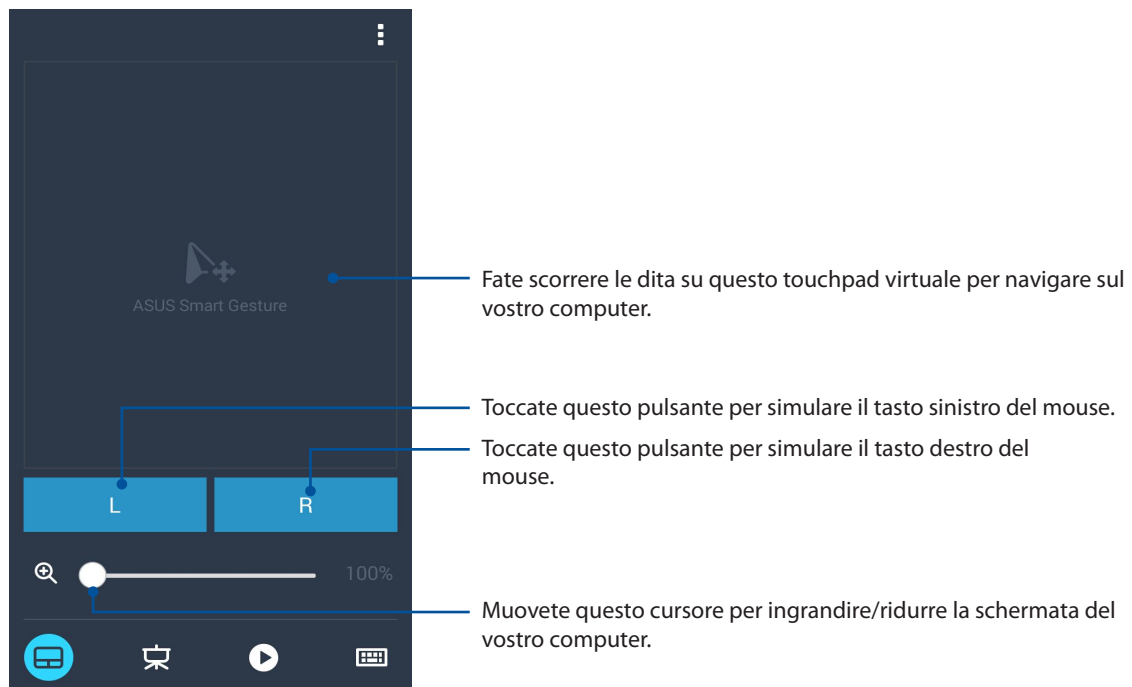 ASUS Smart Gesture
Fate scorrere le dita su questo touchpad virtuale per navigare sul
vostro computer.
Toccate questo pulsante per simulare il tasto sinistro del mouse.
Toccate questo pulsante per simulare il tasto destro del
mouse.
L
R
100%
Muovete questo cursore per ingrandire/ridurre la schermata del
vostro computer.